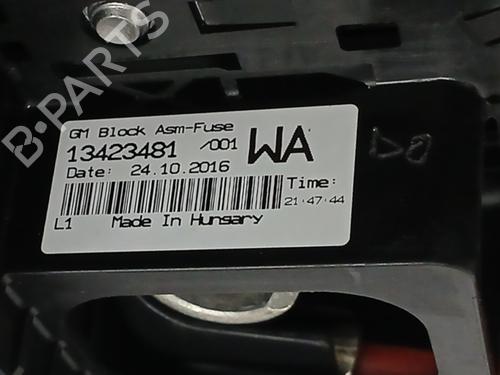 GM Block Asm-Fuse
13423481 /001 WA
Date: 24.10.2016 Time:
21:47:44
L1 Made In Hungary
B-PARTS